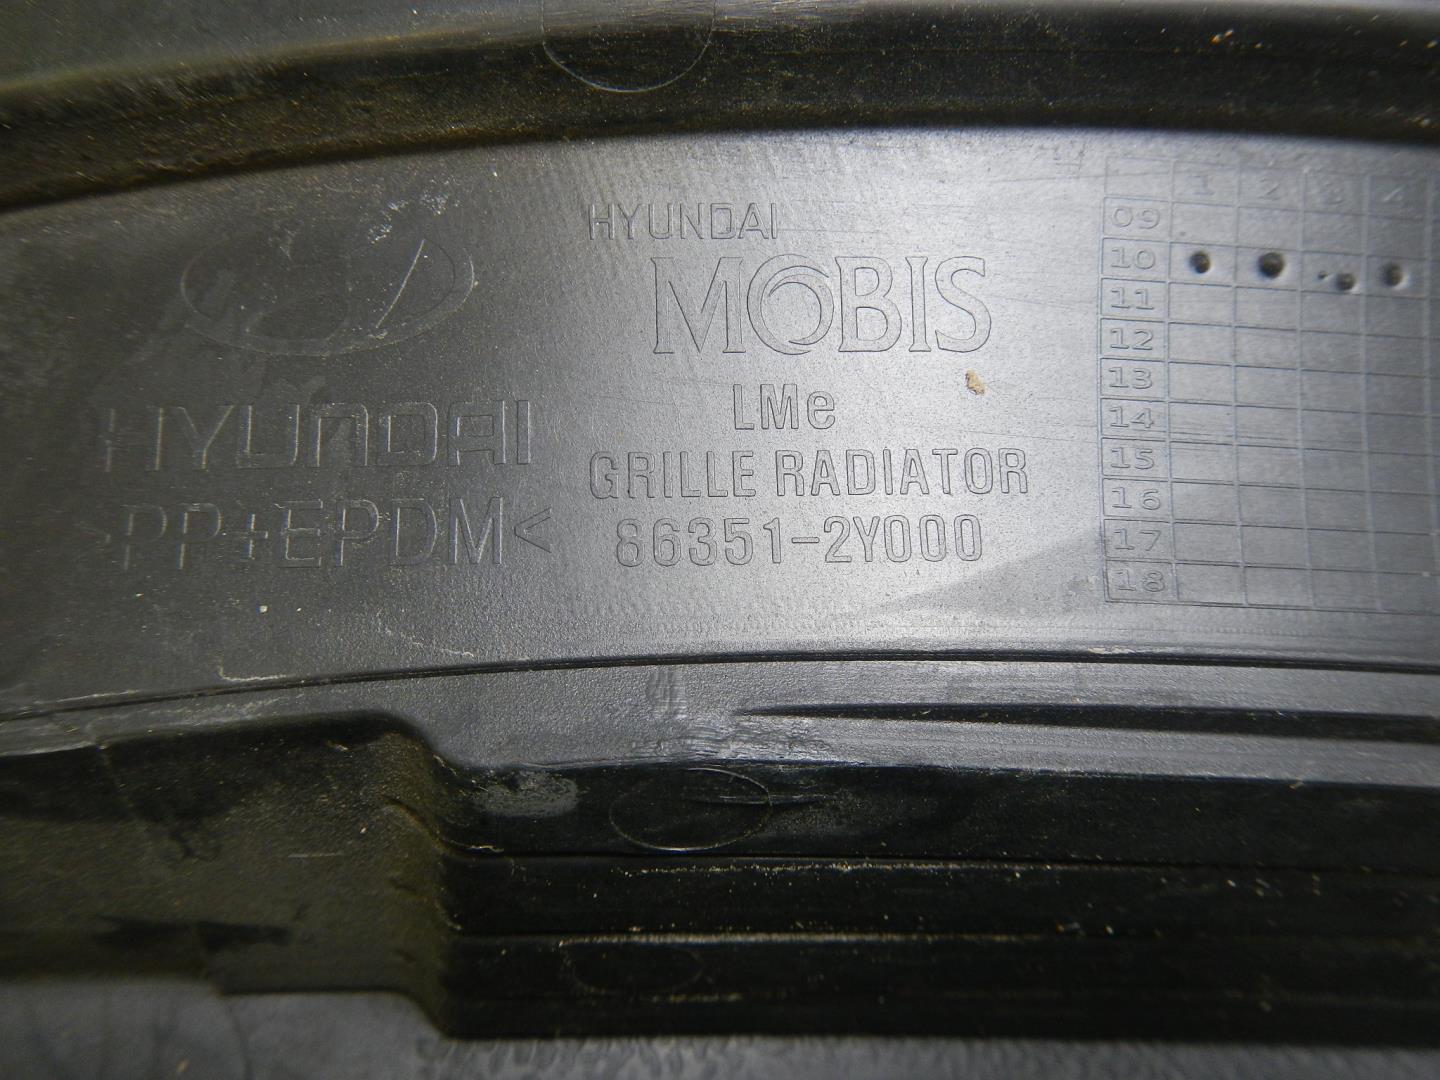 HYUNDAI
MOBIS
LMe
GRILLE RADIATOR
86351-2Y000
HYUNDAI
>PP+EPDM<
1 2 3 4
09
10
11
12
13
14
15
16
17
18